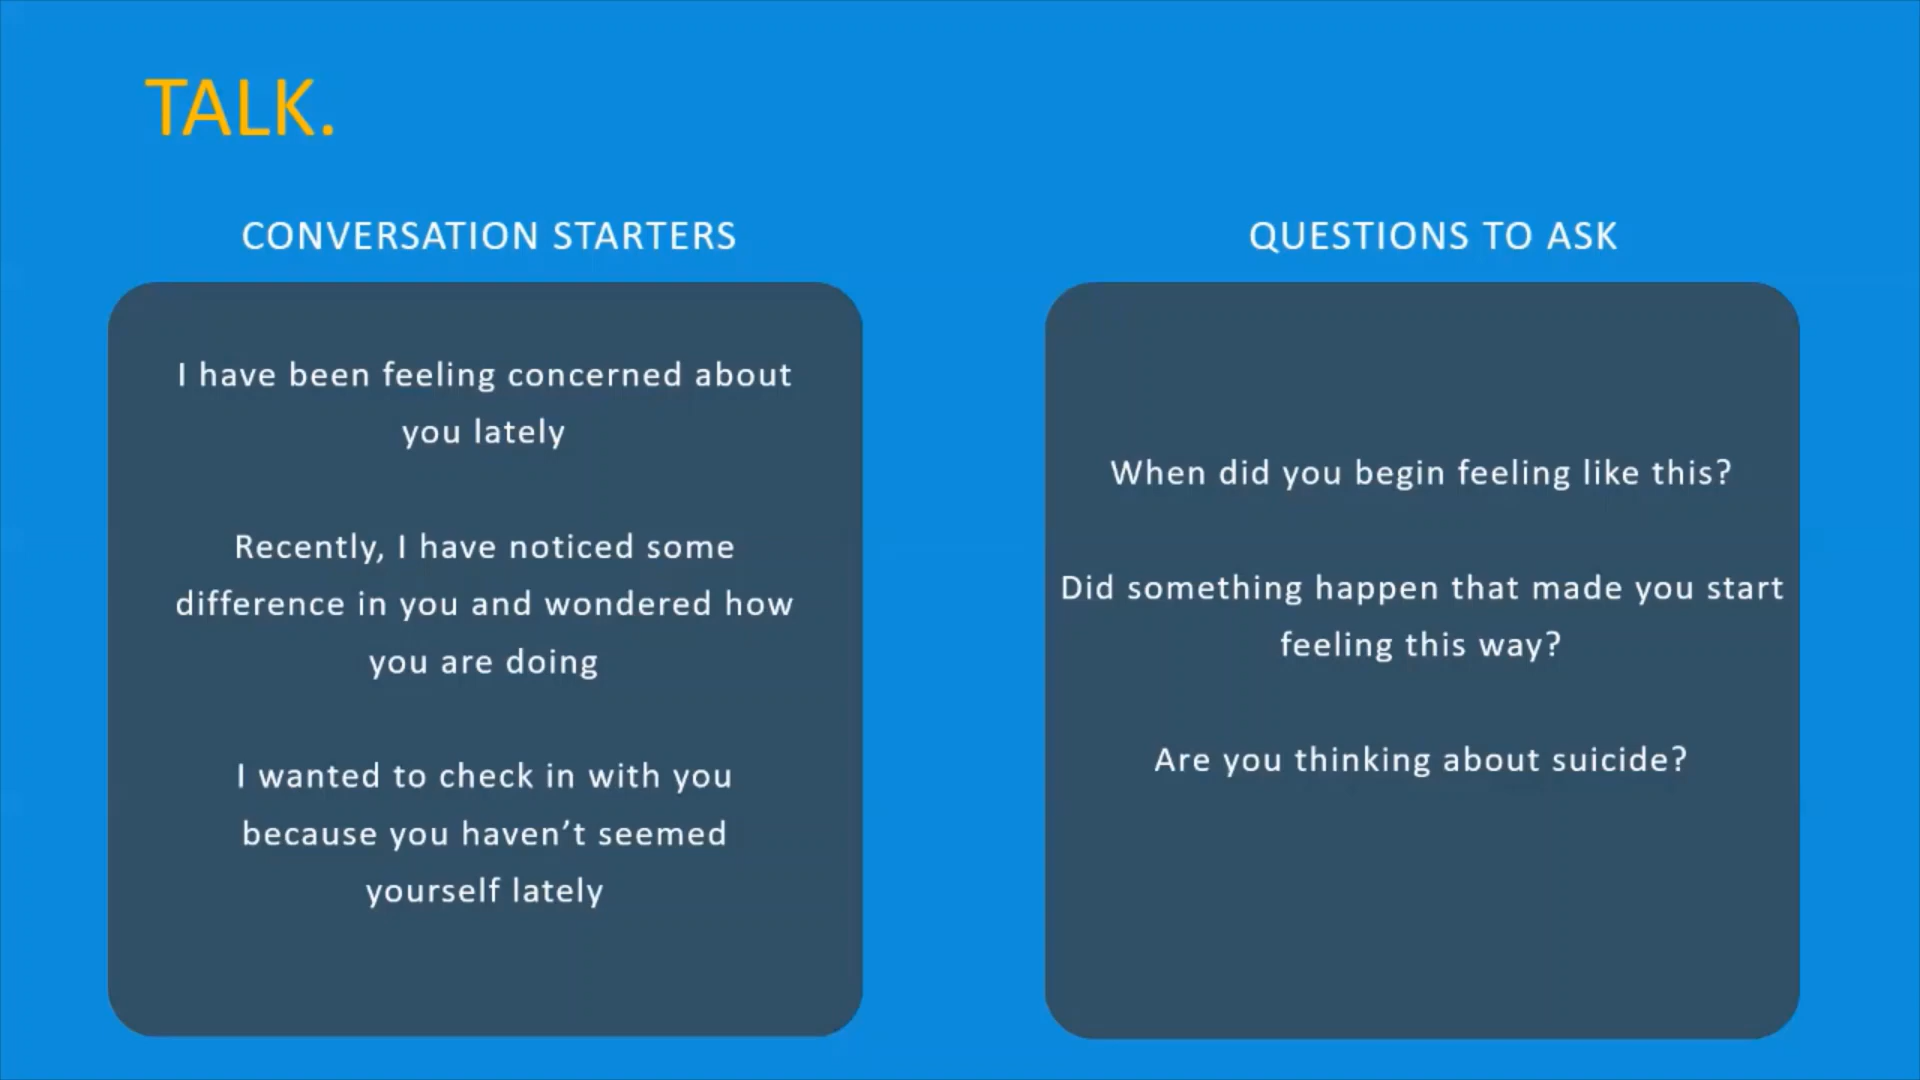 TALK.
CONVERSATION STARTERS
I have been feeling concerned about
you lately
Recently, I have noticed some
difference in you and wondered how
you are doing
I wanted to check in with you
because you haven’t seemed
yourself lately
QUESTIONS TO ASK
When did you begin feeling like this?
Did something happen that made you start
feeling this way?
Are you thinking about suicide?